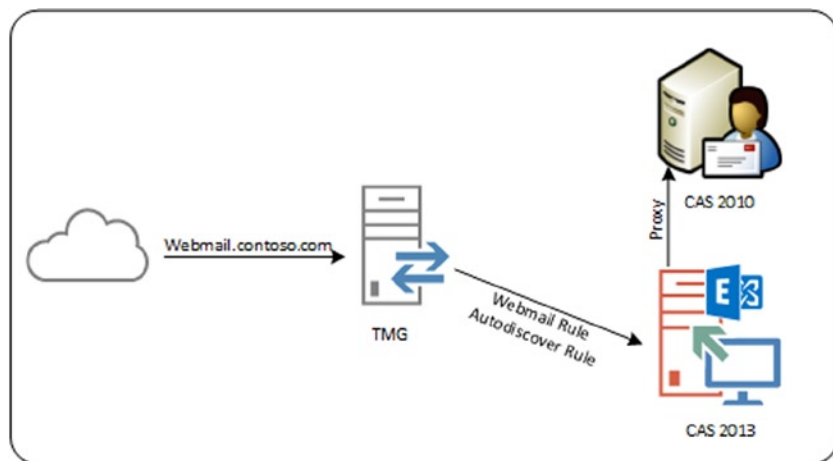 Webmail.contoso.com
TMG
Webmail Rule
Autodiscover Rule
Proxy
CAS 2010
E
CAS 2013